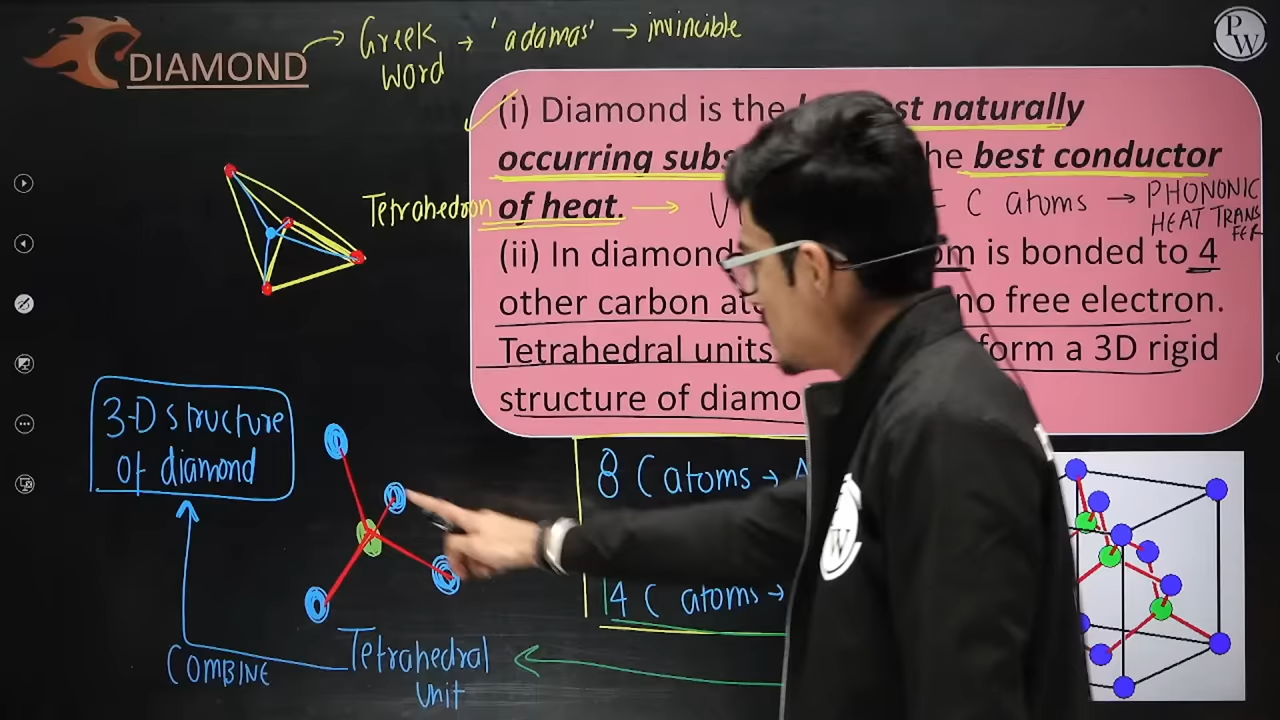 DIAMOND
Greek word → 'adamas' → invincible
PW
(i) Diamond is the st naturally
occurring subs he best conductor
of heat. → C atoms → PHONONIC HEAT TRANSFER
(ii) In diamond om is bonded to 4
other carbon at no free electron.
Tetrahedral units form a 3D rigid
structure of diamo
Tetrahedron
3-D structure
of diamond
8 C atoms →
14 C atoms →
COMBINE
Tetrahedral
unit
W